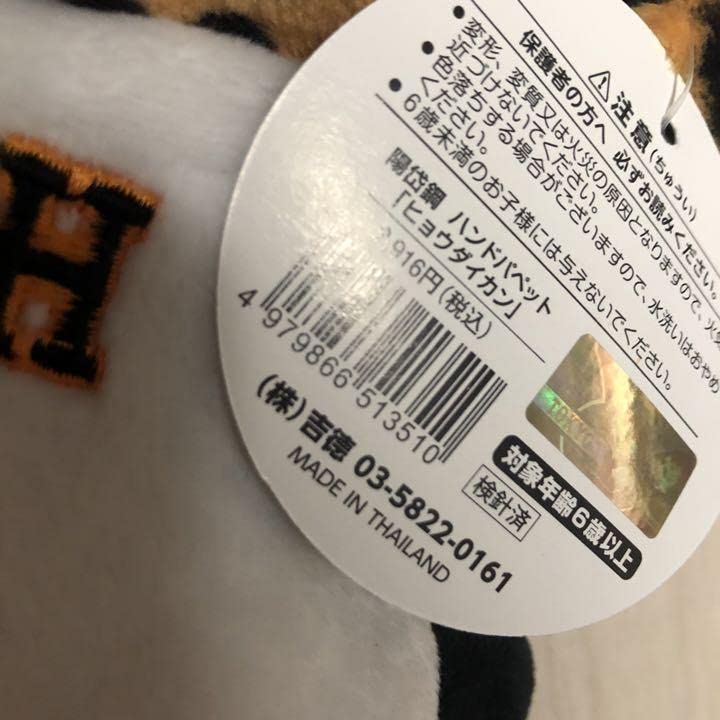 ⚠注意(ちゅうい)
保護者の方へ 必ずお読みください。
変形、変質又は火災の原因となりますので、火気
近づけないでください。
• 色落ちする場合がございますので、水洗いはおやめ
ください。
• 6歳未満のお子様には与えないでください。
陽岱鋼 ハンドパペット
「ヒョウダイカン」
916円(税込)
4 979866 513510
(株)吉徳 03-5822-0161
MADE IN THAILAND
検針済
対象年齢6歳以上
H